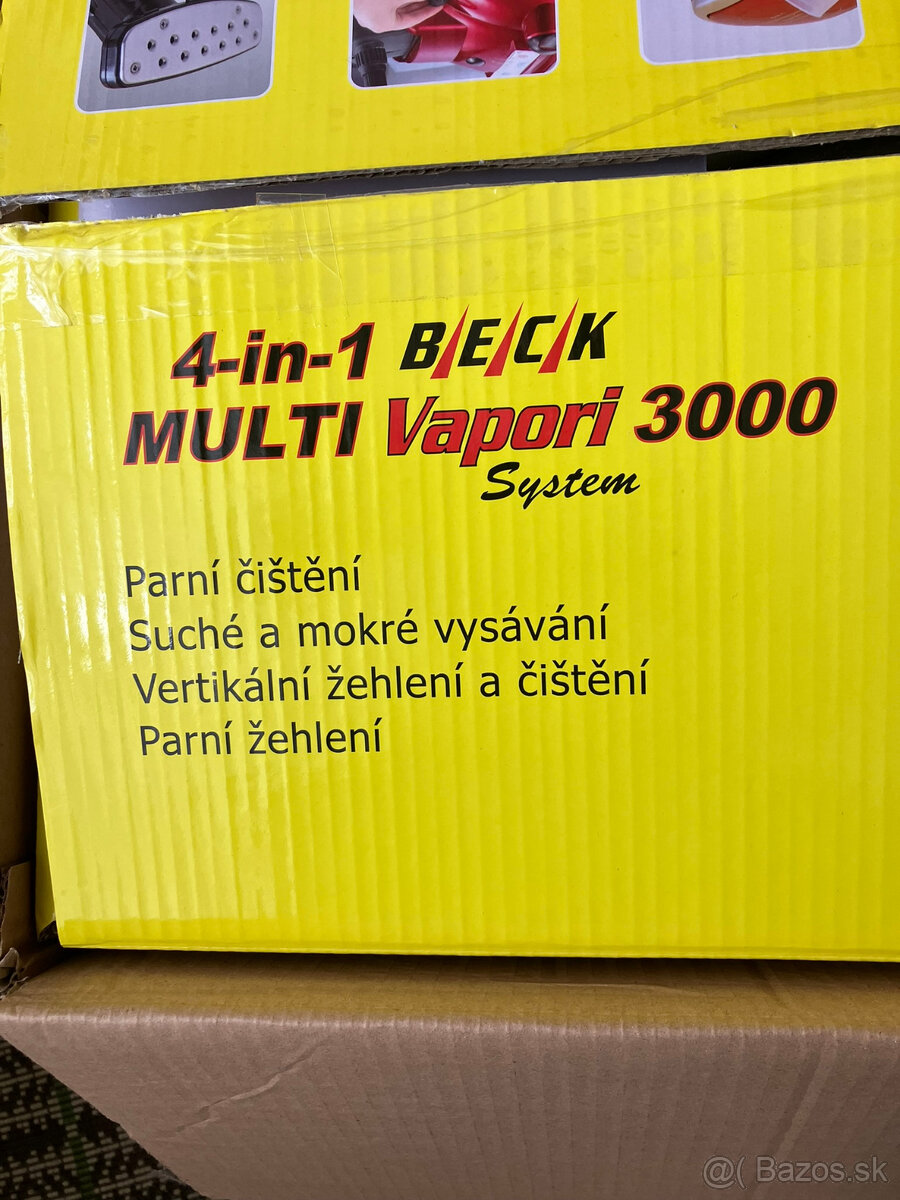 4-in-1 B/E/C/K
MULTI Vapori 3000
System
Parní čištění
Suché a mokré vysávání
Vertikální žehlení a čištění
Parní žehlení
@( Bazos.sk